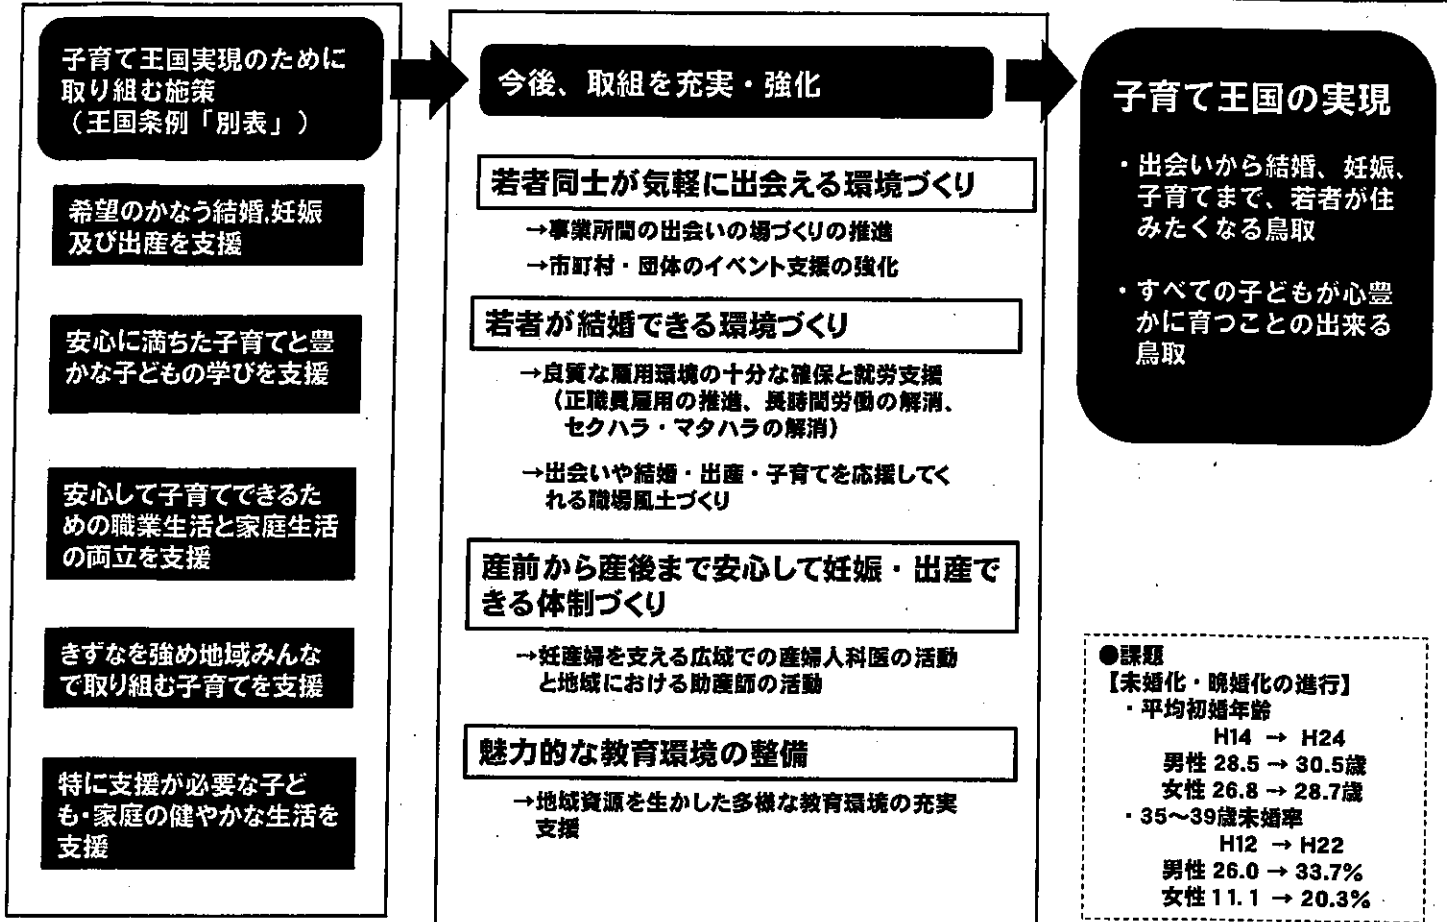 子育て王国実現のために
取り組む施策
（王国条例「別表」）
希望のかなう結婚,妊娠
及び出産を支援
安心に満ちた子育てと豊
かな子どもの学びを支援
安心して子育てできるた
めの職業生活と家庭生活
の両立を支援
きずなを強め地域みんな
で取り組む子育てを支援
特に支援が必要な子ど
も・家庭の健やかな生活を
支援
今後、取組を充実・強化
若者同士が気軽に出会える環境づくり
→事業所間の出会いの場づくりの推進
→市町村・団体のイベント支援の強化
若者が結婚できる環境づくり
→良質な雇用環境の十分な確保と就労支援
（正職員雇用の推進、長時間労働の解消、
セクハラ・マタハラの解消）
→出会いや結婚・出産・子育てを応援してく
れる職場風土づくり
産前から産後まで安心して妊娠・出産で
きる体制づくり
→妊産婦を支える広域での産婦人科医の活動
と地域における助産師の活動
魅力的な教育環境の整備
→地域資源を生かした多様な教育環境の充実
支援
子育て王国の実現
・出会いから結婚、妊娠、
子育てまで、若者が住
みたくなる鳥取
・すべての子どもが心豊
かに育つことの出来る
鳥取
●課題
【未婚化・晩婚化の進行】
・平均初婚年齢
H14 → H24
男性 28.5 → 30.5歳
女性 26.8 → 28.7歳
・35～39歳未婚率
H12 → H22
男性 26.0 → 33.7%
女性 11.1 → 20.3%